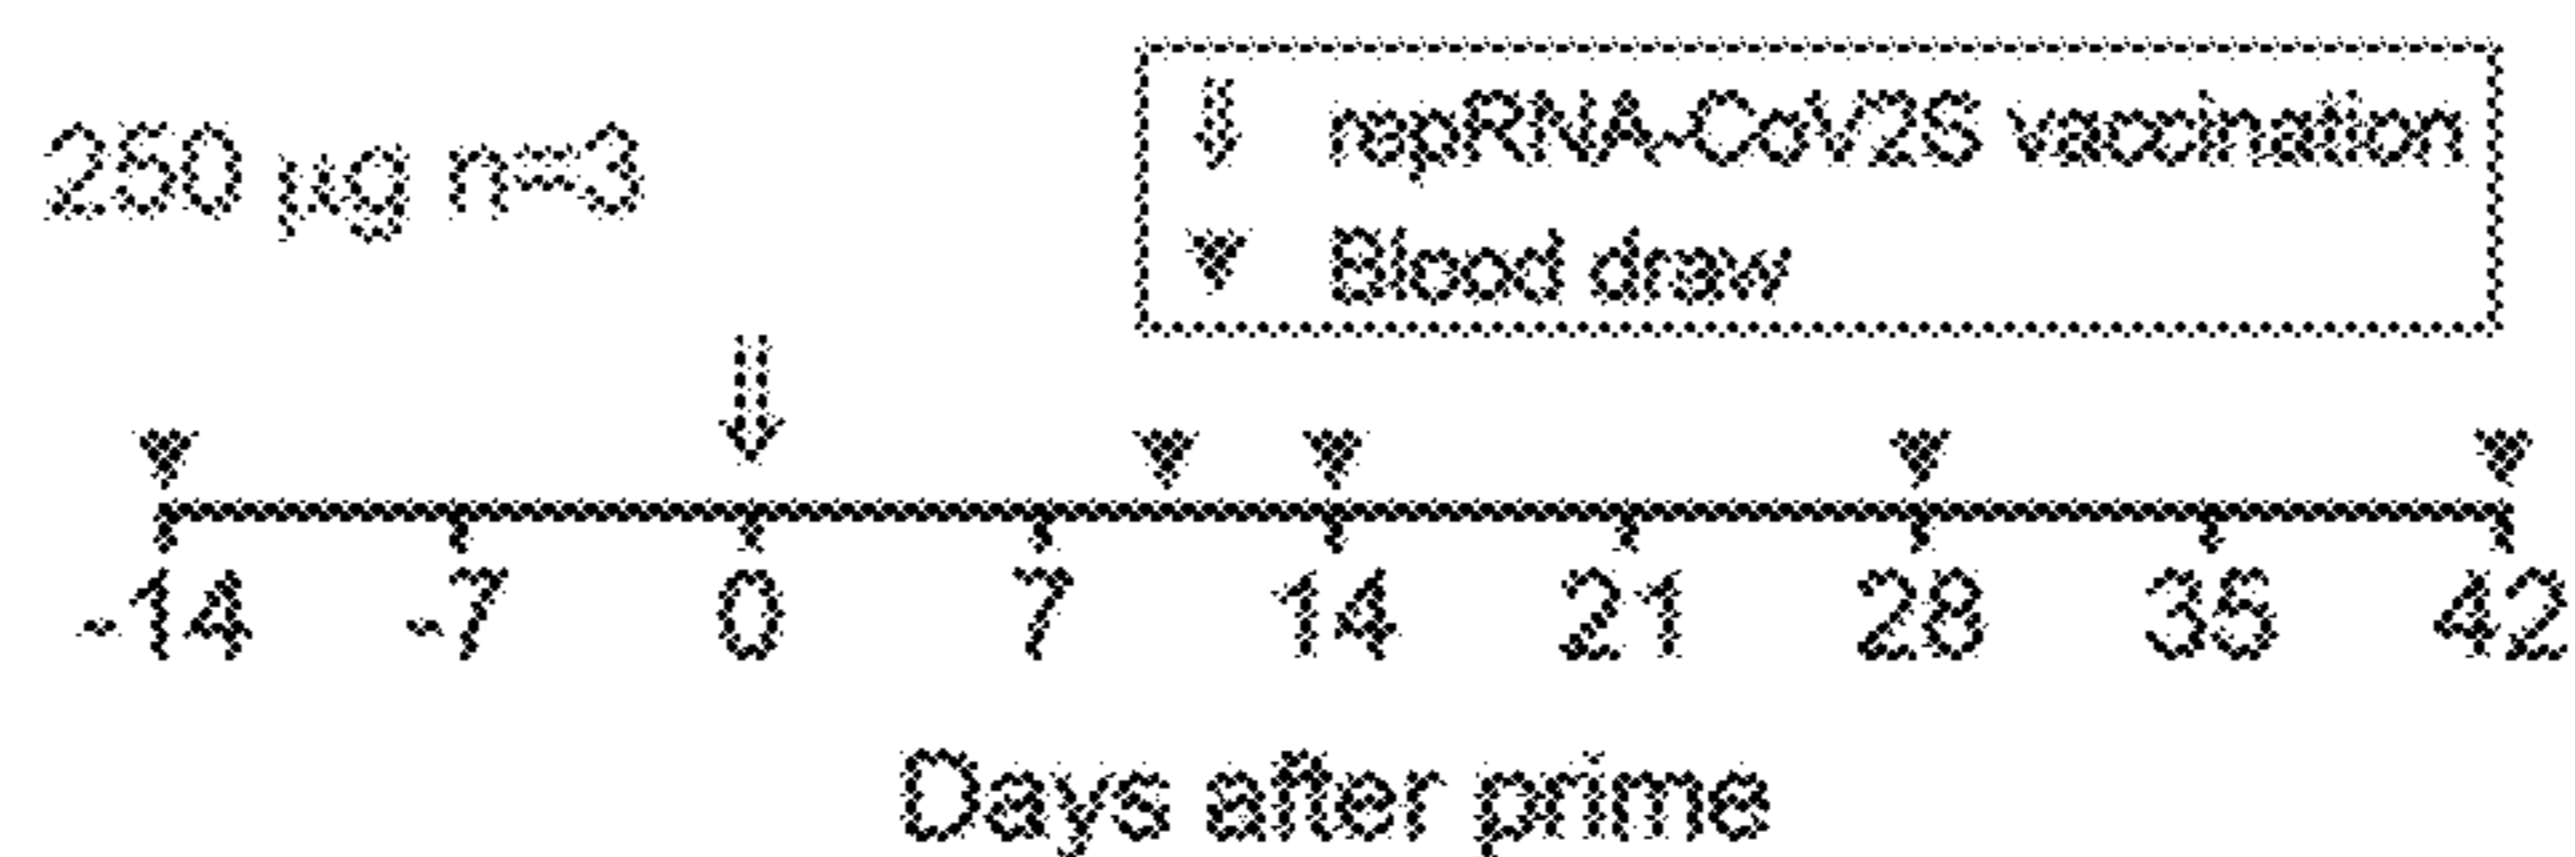 250 µg n=3
repRNA-CoV2S vaccination
Blood draw
-14 -7 0 7 14 21 28 35 42
Days after prime